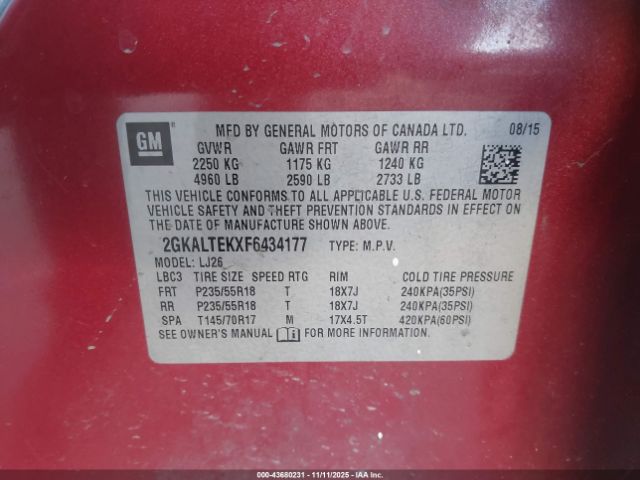 GM
MFD BY GENERAL MOTORS OF CANADA LTD. 08/15
GVWR GAWR FRT GAWR RR
2250 KG 1175 KG 1240 KG
4960 LB 2590 LB 2733 LB
THIS VEHICLE CONFORMS TO ALL APPLICABLE U.S. FEDERAL MOTOR
VEHICLE SAFETY AND THEFT PREVENTION STANDARDS IN EFFECT ON
THE DATE OF MANUFACTURE SHOWN ABOVE.
2GKALTEKXF6434177 TYPE: M.P.V.
MODEL: LJ26
LBC3 TIRE SIZE SPEED RTG RIM COLD TIRE PRESSURE
FRT P235/55R18 T 18X7J 240KPA(35PSI)
RR P235/55R18 T 18X7J 240KPA(35PSI)
SPA T145/70R17 M 17X4.5T 420KPA(60PSI)
SEE OWNER'S MANUAL FOR MORE INFORMATION.
000-43680231 - 11/11/2025 - IAAI.CA